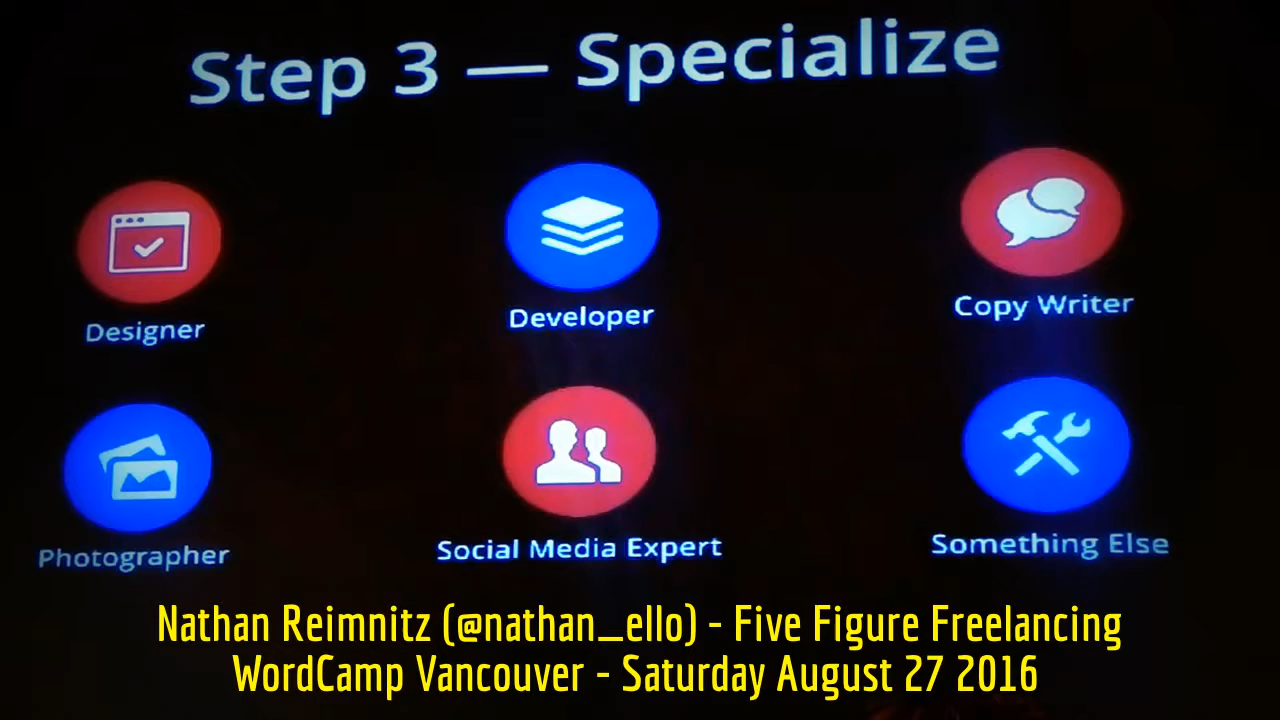 Step 3 — Specialize
Designer
Developer
Copy Writer
Photographer
Social Media Expert
Something Else
Nathan Reimnitz (@nathan_ello) - Five Figure Freelancing
WordCamp Vancouver - Saturday August 27 2016